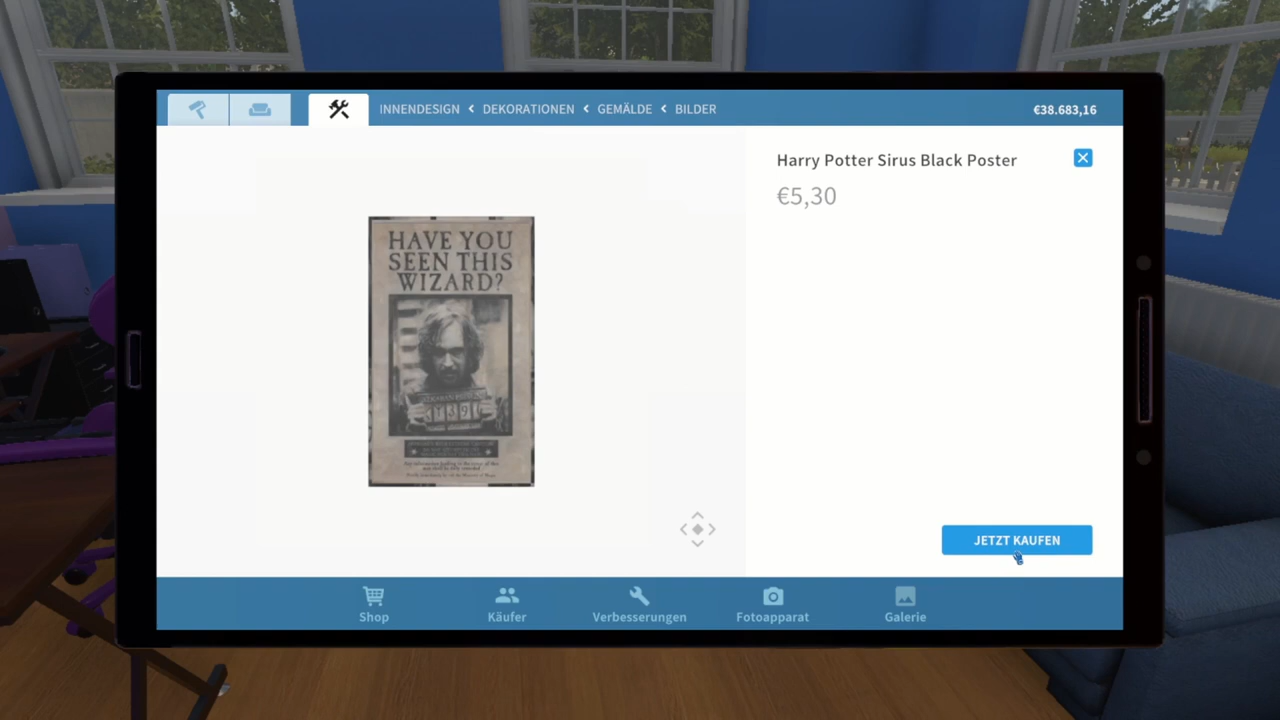 INNENDESIGN < DEKORATIONEN < GEMÄLDE < BILDER
€38.683,16
Harry Potter Sirus Black Poster
€5,30
HAVE YOU
SEEN THIS
WIZARD?
JETZT KAUFEN
Shop
Käufer
Verbesserungen
Fotoapparat
Galerie